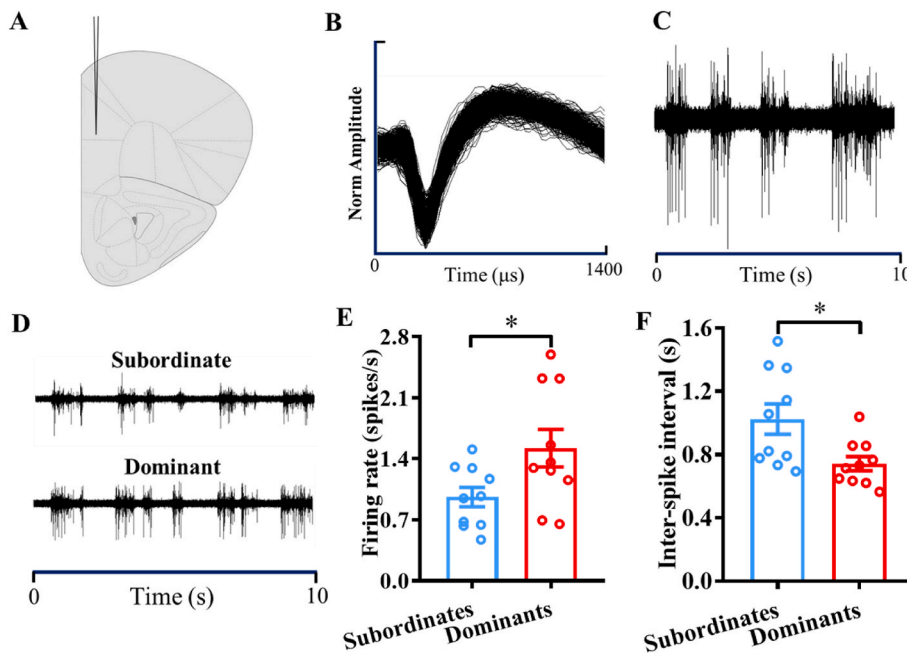 A
B
Norm Amplitude
0
1400
Time (μs)
C
0
10
Time (s)
D
Subordinate
Dominant
0
10
Time (s)
E
Firing rate (spikes/s)
2.8
2.1
1.4
0.7
0.0
*
Subordinates
Dominants
F
Inter-spike interval (s)
1.6
1.2
0.8
0.4
0.0
*
Subordinates
Dominants